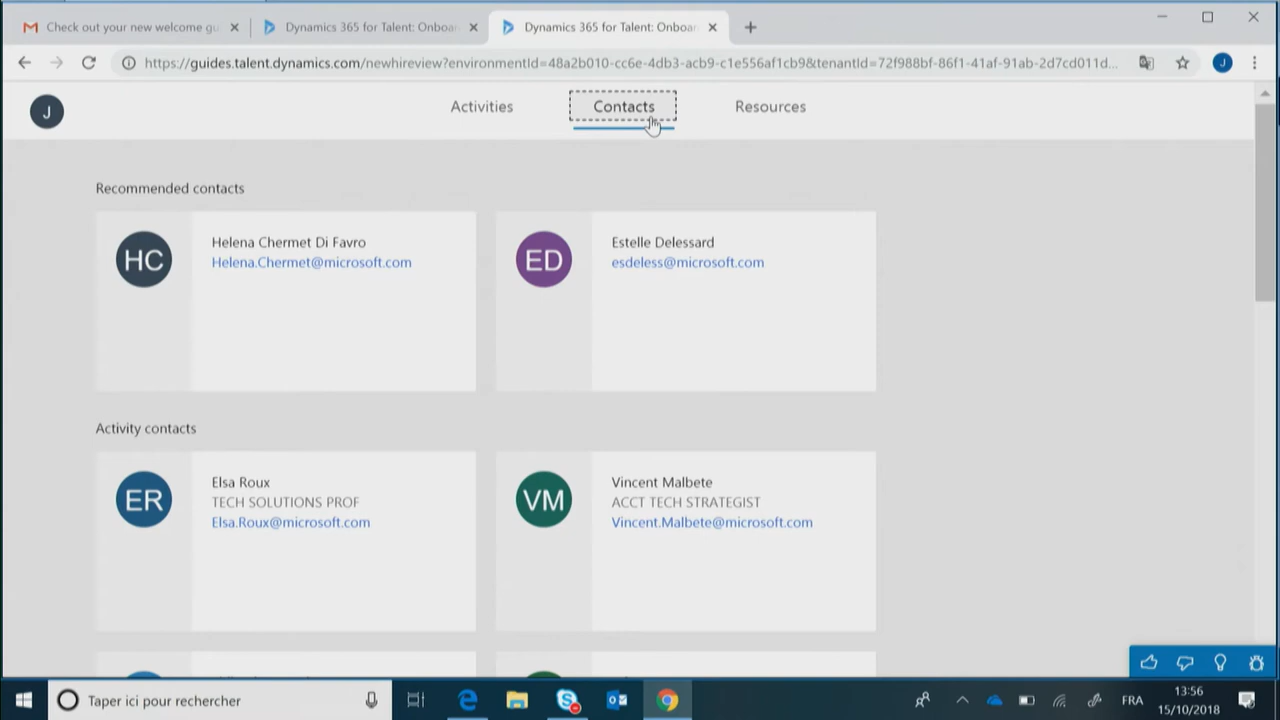 Check out your new welcome gu
Dynamics 365 for Talent: Onboar
Dynamics 365 for Talent: Onboar
https://guides.talent.dynamics.com/newhirereview?environmentId=48a2b010-cc6e-4db3-acb9-c1e556af1cb9&tenantId=72f988bf-86f1-41af-91ab-2d7cd011d...
J
J
Activities
Contacts
Resources
Recommended contacts
HC
Helena Chermet Di Favro
Helena.Chermet@microsoft.com
ED
Estelle Delessard
esdeless@microsoft.com
Activity contacts
ER
Elsa Roux
TECH SOLUTIONS PROF
Elsa.Roux@microsoft.com
VM
Vincent Malbete
ACCT TECH STRATEGIST
Vincent.Malbete@microsoft.com
Taper ici pour rechercher
FRA
13:56
15/10/2018